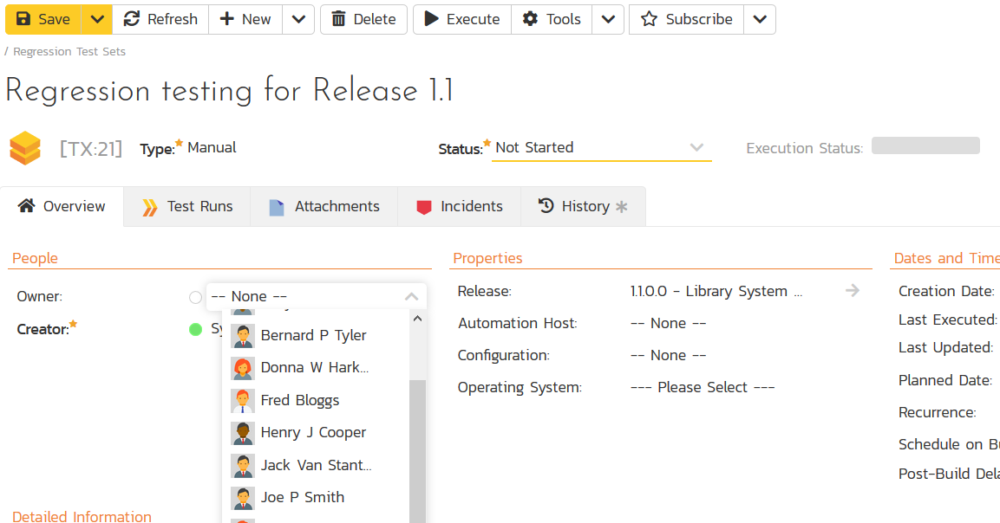 Save Refresh New Delete Execute Tools Subscribe
/ Regression Test Sets
Regression testing for Release 1.1
[TX:21] Type: Manual Status: Not Started Execution Status:
Overview Test Runs Attachments Incidents History
People Properties Dates and Time
Owner: -- None -- Release: 1.1.0.0 - Library System ... Creation Date:
Bernard P Tyler Automation Host: -- None -- Last Executed:
Creator: Sy
Donna W Hark... Configuration: -- None -- Last Updated:
Fred Bloggs Operating System: --- Please Select --- Planned Date:
Henry J Cooper Recurrence:
Jack Van Stant... Schedule on Bu
Joe P Smith Post-Build Dela
Detailed Information